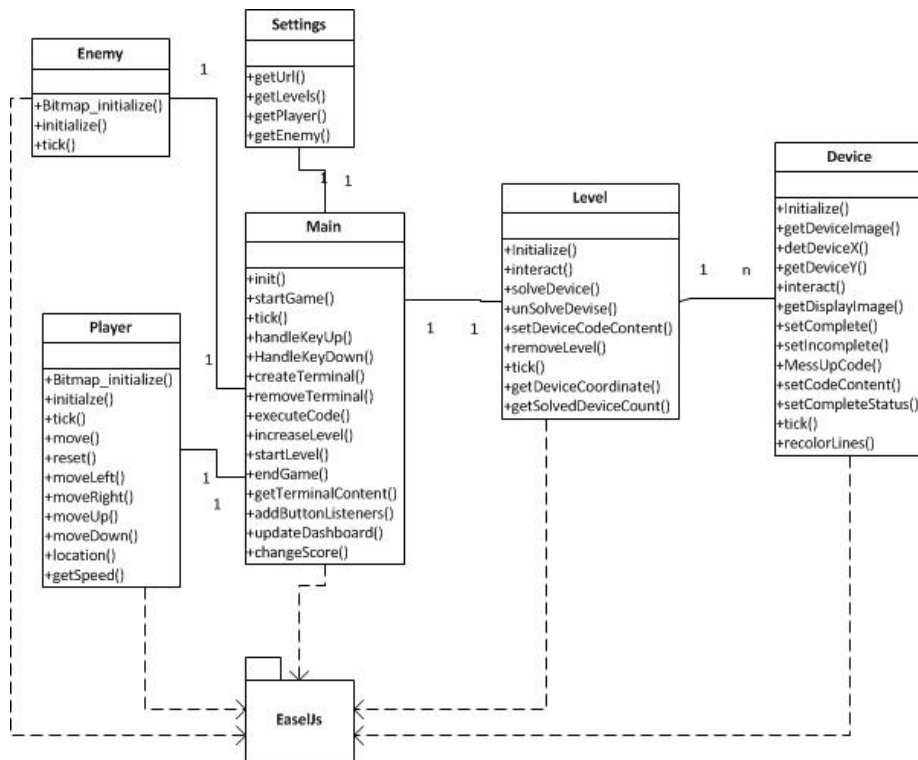 Settings
+getUrl()
+getLevels()
+getPlayer()
+getEnemy()
Enemy
+Bitmap_initialize()
+initialize()
+tick()
1
1
1
Main
+init()
+startGame()
+tick()
+handleKeyUp()
+HandleKeyDown()
+createTerminal()
+removeTerminal()
+executeCode()
+increaseLevel()
+startLevel()
+endGame()
+getTerminalContent()
+addButtonListeners()
+updateDashboard()
+changeScore()
1
1
1
Player
+Bitmap_initialize()
+initialze()
+tick()
+move()
+reset()
+moveLeft()
+moveRight()
+moveUp()
+moveDown()
+location()
+getSpeed()
1
1
Level
+Initialize()
+interact()
+solveDevice()
+unSolveDevise()
+setDeviceCodeContent()
+removeLevel()
+tick()
+getDeviceCoordinate()
+getSolvedDeviceCount()
1 n
Device
+Initialize()
+getDeviceImage()
+detDeviceX()
+getDeviceY()
+interact()
+getDisplayImage()
+setComplete()
+setIncomplete()
+MessUpCode()
+setCodeContent()
+setCompleteStatus()
+tick()
+recolorLines()
EaselJs